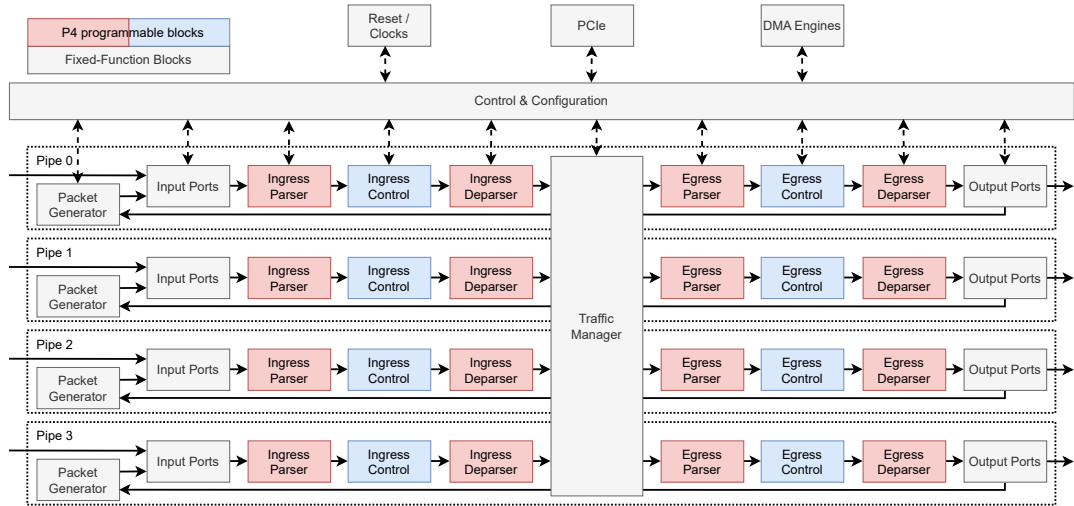 P4 programmable blocks
Fixed-Function Blocks
Reset /
Clocks
PCIe
DMA Engines
Control & Configuration
Pipe 0
Packet
Generator
Input Ports
Ingress
Parser
Ingress
Control
Ingress
Deparser
Egress
Parser
Egress
Control
Egress
Deparser
Output Ports
Pipe 1
Packet
Generator
Input Ports
Ingress
Parser
Ingress
Control
Ingress
Deparser
Egress
Parser
Egress
Control
Egress
Deparser
Output Ports
Traffic
Manager
Pipe 2
Packet
Generator
Input Ports
Ingress
Parser
Ingress
Control
Ingress
Deparser
Egress
Parser
Egress
Control
Egress
Deparser
Output Ports
Pipe 3
Packet
Generator
Input Ports
Ingress
Parser
Ingress
Control
Ingress
Deparser
Egress
Parser
Egress
Control
Egress
Deparser
Output Ports